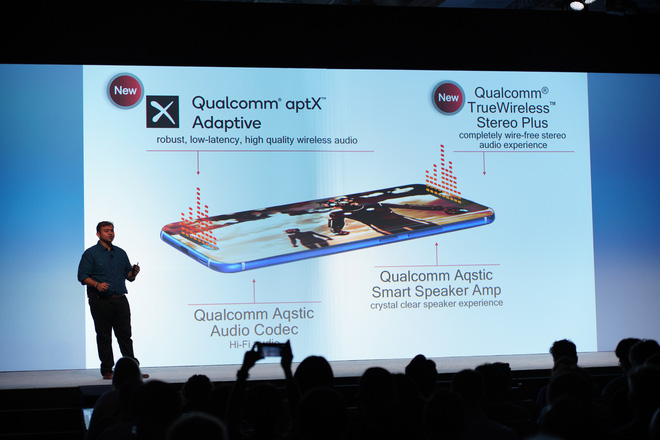 New
Qualcomm® aptX™
Adaptive
robust, low-latency, high quality wireless audio
New
Qualcomm®
TrueWireless™
Stereo Plus
completely wire-free stereo
audio experience
Qualcomm Aqstic
Audio Codec
Hi-Fi audio
Qualcomm Aqstic
Smart Speaker Amp
crystal clear speaker experience